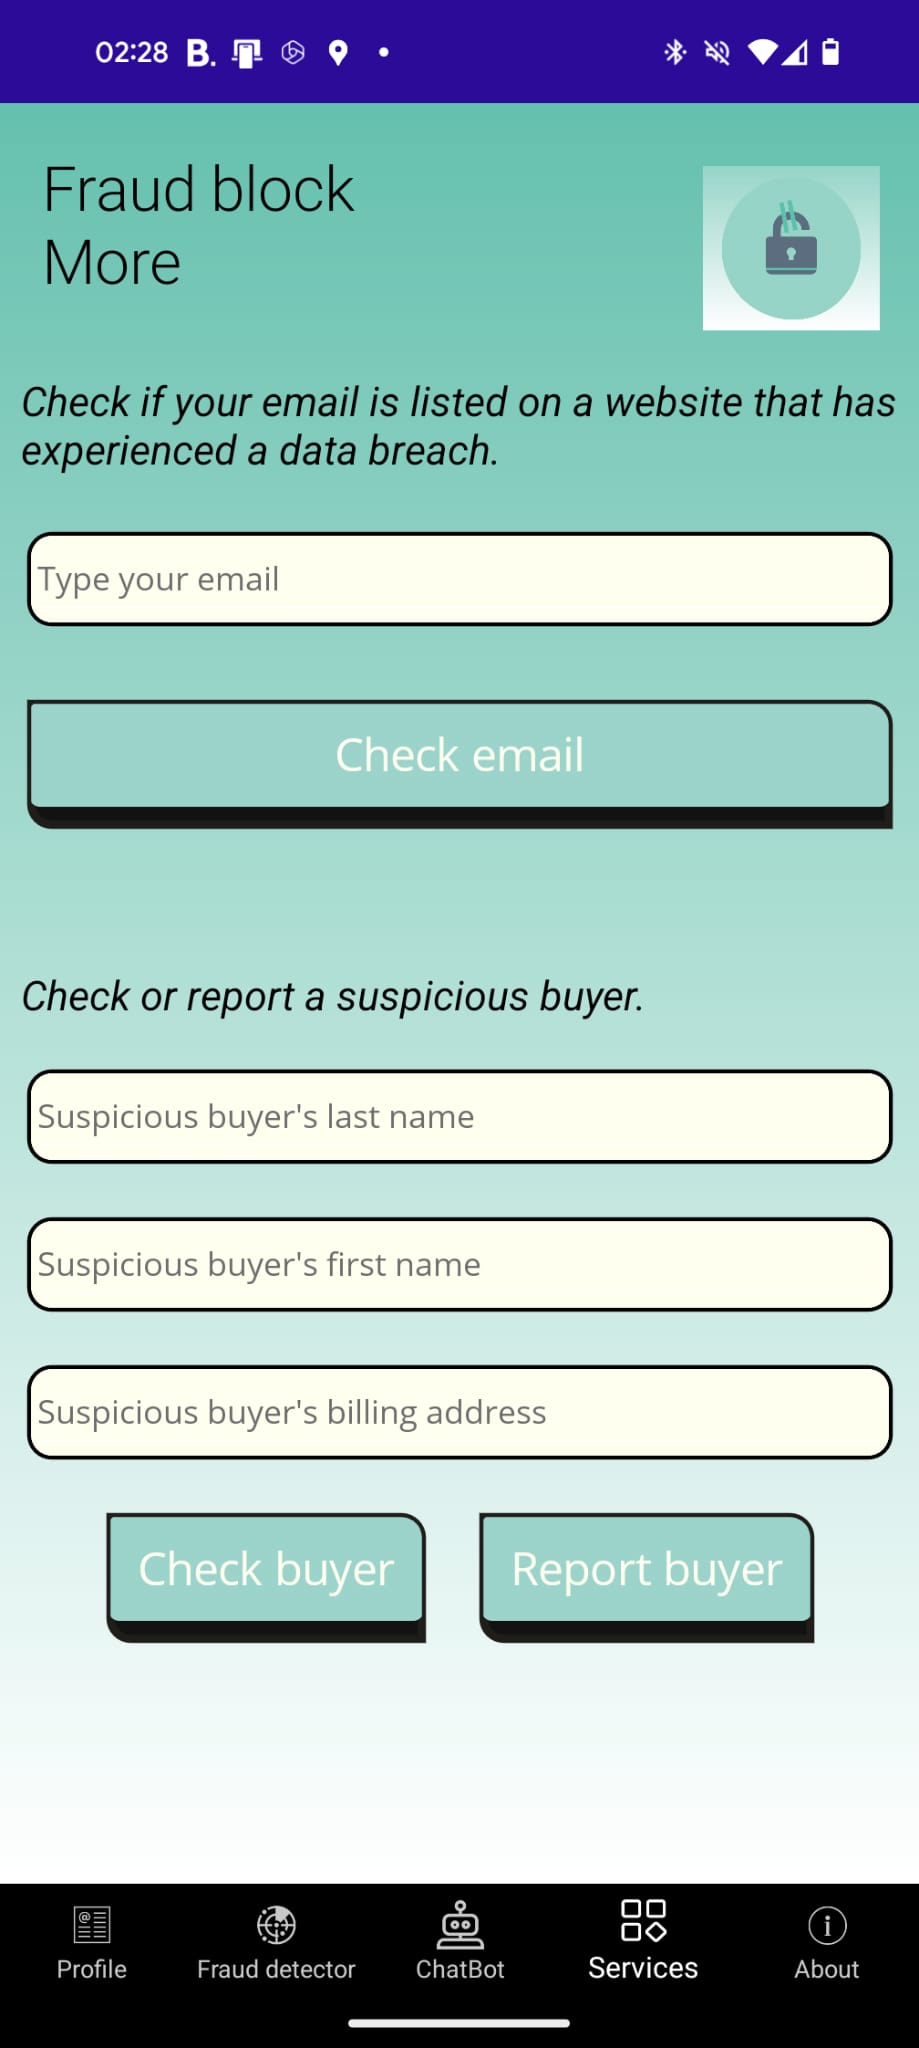 02:28 B.
Fraud block
More
Check if your email is listed on a website that has
experienced a data breach.
Type your email
Check email
Check or report a suspicious buyer.
Suspicious buyer's last name
Suspicious buyer's first name
Suspicious buyer's billing address
Check buyer Report buyer
Profile Fraud detector ChatBot Services About